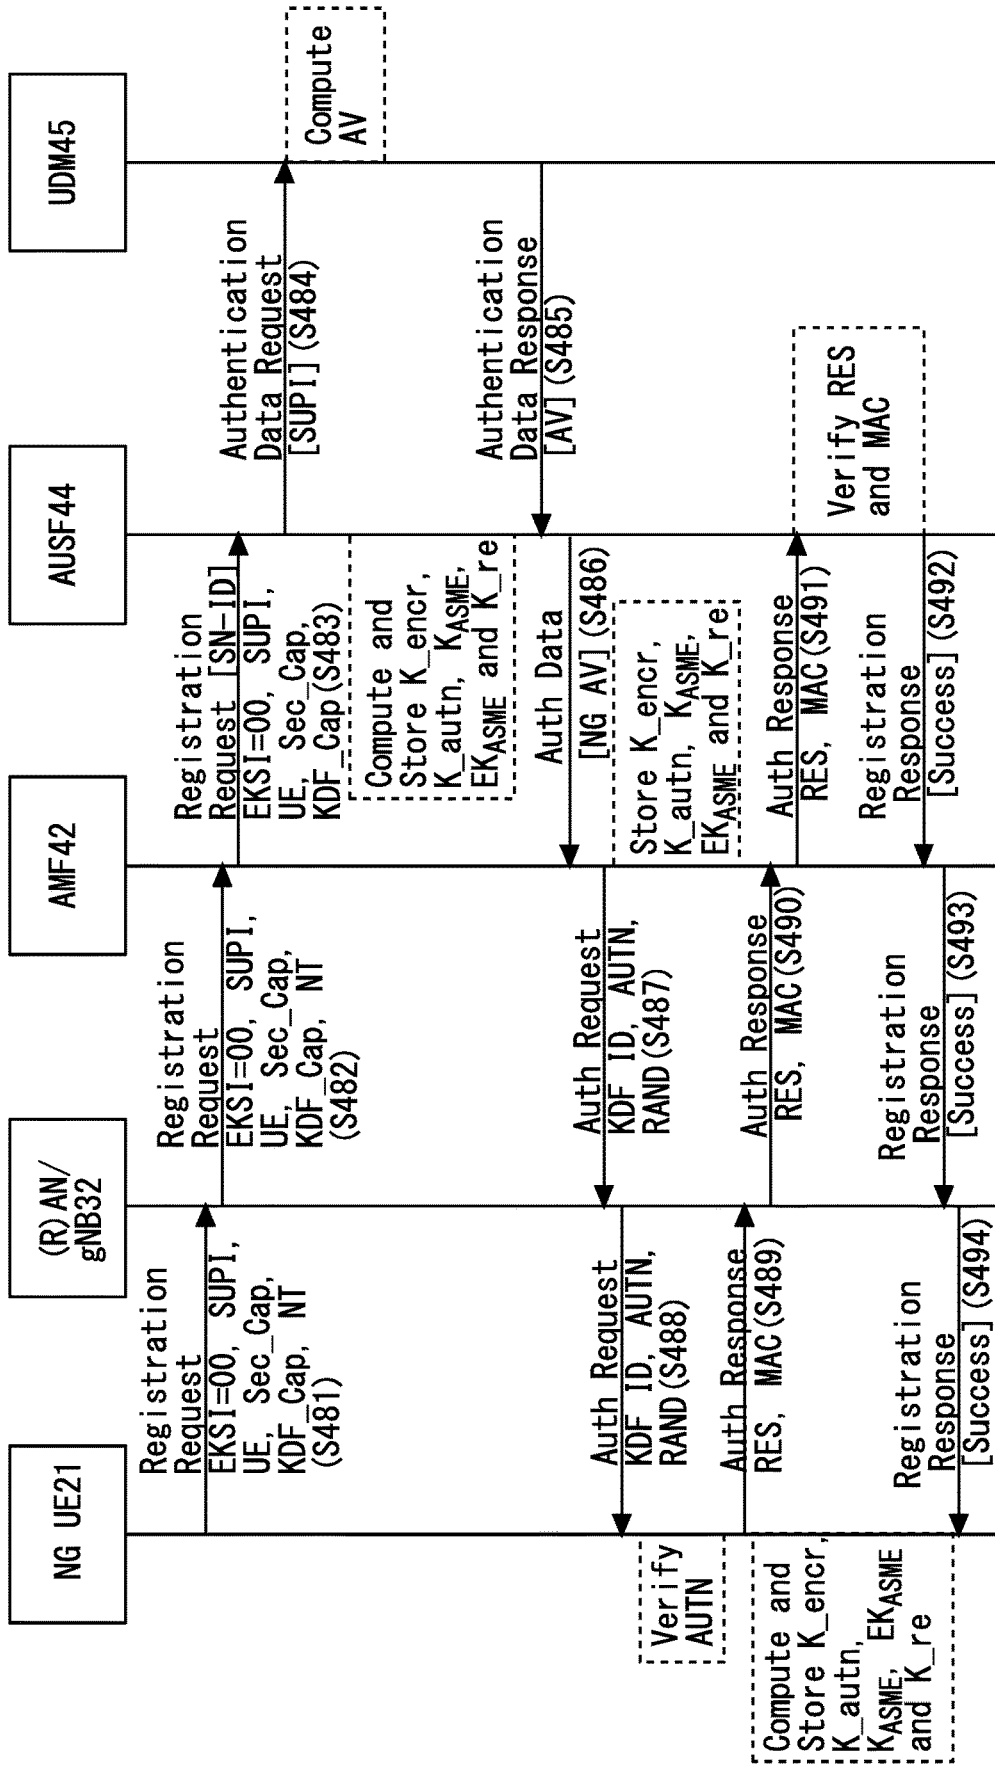 NG UE21
(R)AN/
gNB32
AMF42
AUSF44
UDM45
Registration
Request
EKSI=00, SUPI,
UE, Sec_Cap,
KDF_Cap, NT
(S481)
Registration
Request
EKSI=00, SUPI,
UE, Sec_Cap,
KDF_Cap, NT
(S482)
Registration
Request [SN-ID]
EKSI=00, SUPI,
UE, Sec_Cap,
KDF_Cap(S483)
Authentication
Data Request
[SUPI](S484)
Compute
AV
Compute and
Store K_encr,
K_autn, KASME,
EKASME and K_re
Authentication
Data Response
[AV](S485)
Auth Data
[NG AV](S486)
Store K_encr,
K_autn, KASME,
EKASME and K_re
Auth Request
KDF ID, AUTN,
RAND(S487)
Auth Request
KDF ID, AUTN,
RAND(S488)
Verify
AUTN
Compute and
Store K_encr,
K_autn,
KASME, EKASME
and K_re
Auth Response
RES, MAC(S489)
Auth Response
RES, MAC(S490)
Auth Response
RES, MAC(S491)
Verify RES
and MAC
Registration
Response
[Success](S492)
Registration
Response
[Success](S493)
Registration
Response
[Success](S494)